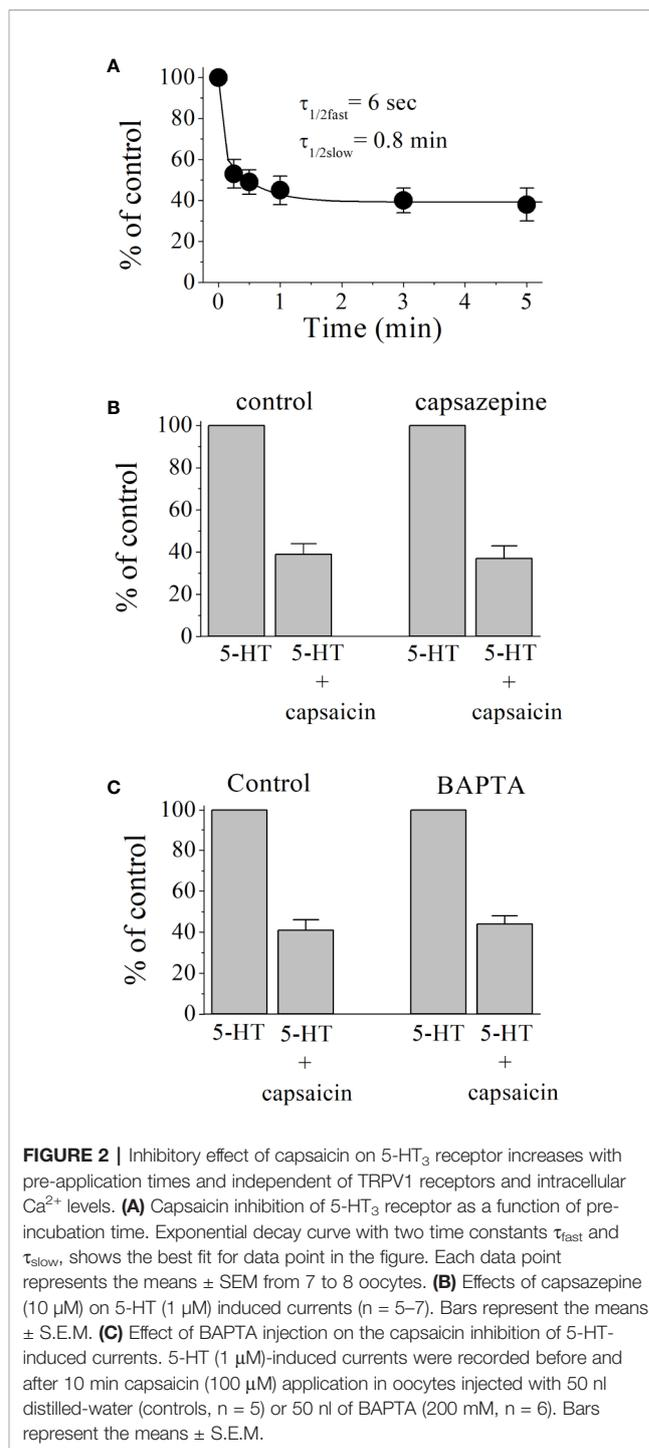 A
100
80
60
40
20
0
% of control
τ1/2fast= 6 sec
τ1/2slow= 0.8 min
0 1 2 3 4 5
Time (min)
B
control capsazepine
100
80
60
40
20
0
% of control
5-HT 5-HT 5-HT 5-HT
+ +
capsaicin capsaicin
C
Control BAPTA
100
80
60
40
20
0
% of control
5-HT 5-HT 5-HT 5-HT
+ +
capsaicin capsaicin
FIGURE 2 | Inhibitory effect of capsaicin on 5-HT3 receptor increases with
pre-application times and independent of TRPV1 receptors and intracellular
Ca2+ levels. (A) Capsaicin inhibition of 5-HT3 receptor as a function of pre-
incubation time. Exponential decay curve with two time constants τfast and
τslow, shows the best fit for data point in the figure. Each data point
represents the means ± SEM from 7 to 8 oocytes. (B) Effects of capsazepine
(10 µM) on 5-HT (1 µM) induced currents (n = 5–7). Bars represent the means
± S.E.M. (C) Effect of BAPTA injection on the capsaicin inhibition of 5-HT-
induced currents. 5-HT (1 µM)-induced currents were recorded before and
after 10 min capsaicin (100 µM) application in oocytes injected with 50 nl
distilled-water (controls, n = 5) or 50 nl of BAPTA (200 mM, n = 6). Bars
represent the means ± S.E.M.